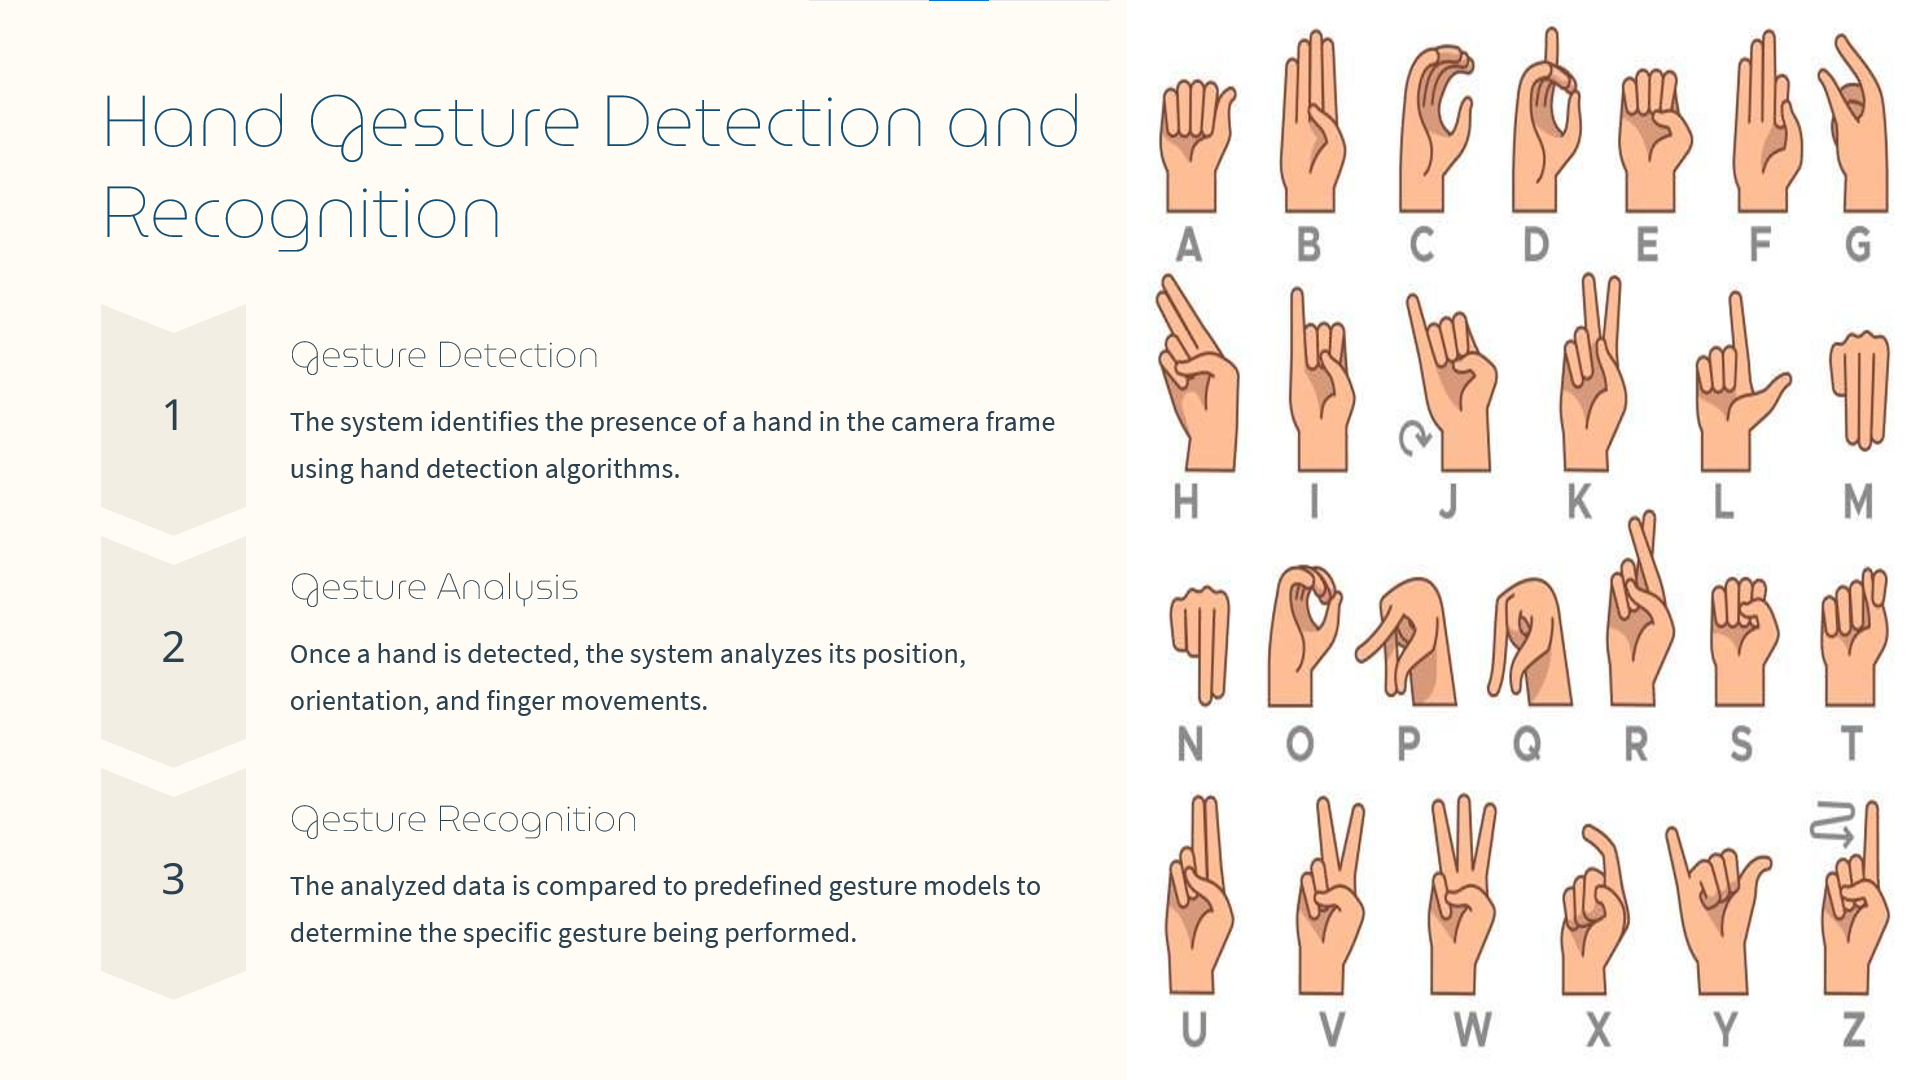 Hand Gesture Detection and
Recognition
1
Gesture Detection
The system identifies the presence of a hand in the camera frame
using hand detection algorithms.
2
Gesture Analysis
Once a hand is detected, the system analyzes its position,
orientation, and finger movements.
3
Gesture Recognition
The analyzed data is compared to predefined gesture models to
determine the specific gesture being performed.
A B C D E F G
H I J K L M
N O P Q R S T
U V W X Y Z